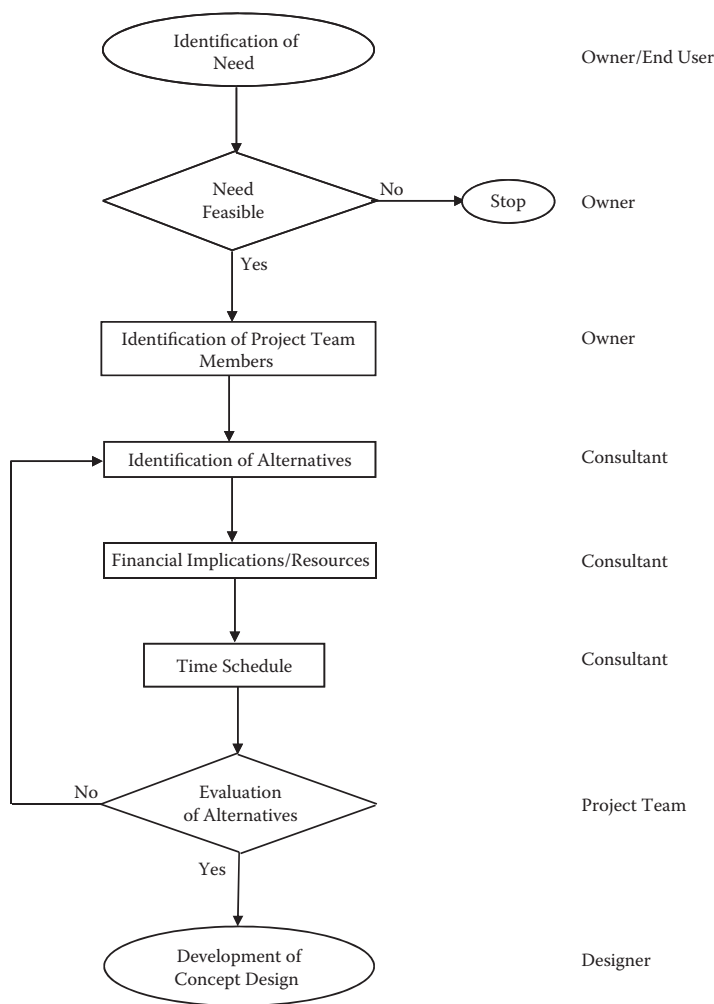 Identification of
Need
Owner/End User
Need
Feasible
No
Stop
Owner
Yes
Identification of Project Team
Members
Owner
Identification of Alternatives
Consultant
Financial Implications/Resources
Consultant
Time Schedule
Consultant
No
Evaluation
of Alternatives
Project Team
Yes
Development of
Concept Design
Designer